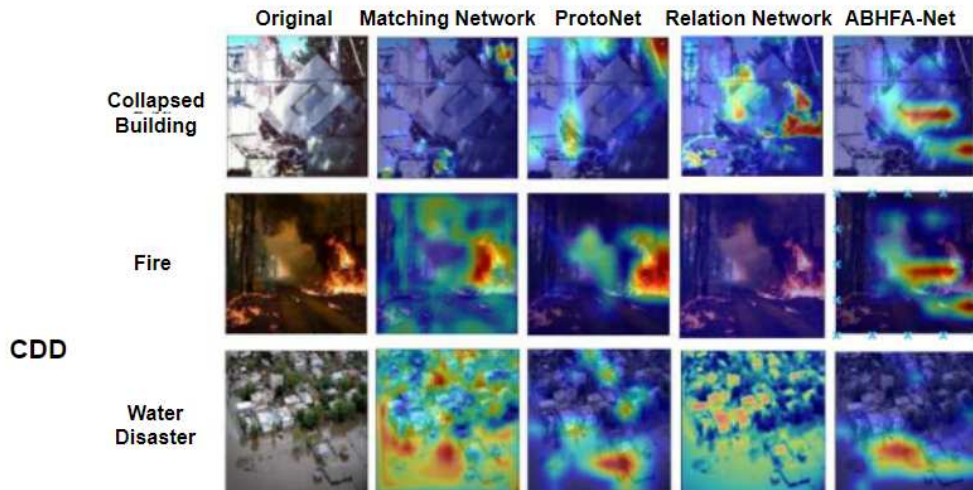 Original Matching Network ProtoNet Relation Network ABHFA-Net
Collapsed
Building
Fire
CDD
Water
Disaster